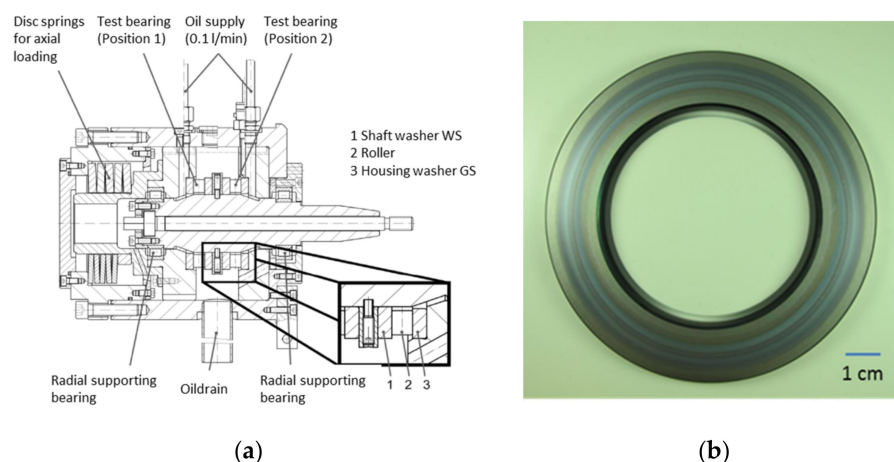 Disc springs
for axial
loading
Test bearing
(Position 1)
Oil supply
(0.1 l/min)
Test bearing
(Position 2)
1 Shaft washer WS
2 Roller
3 Housing washer GS
Radial supporting
bearing
Oildrain
Radial supporting
bearing
1 2 3
1 cm
(a) (b)